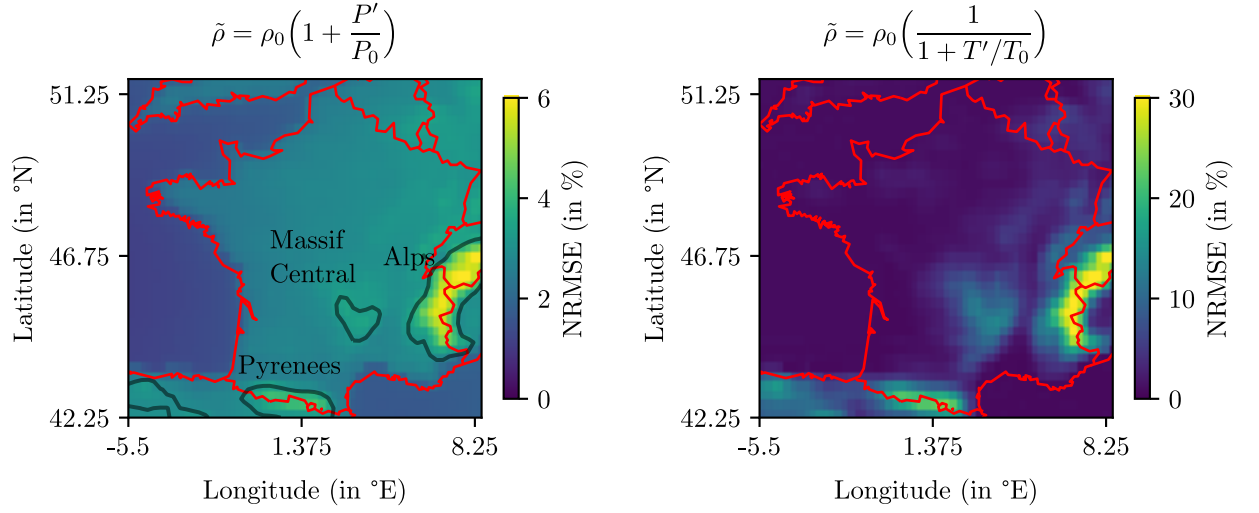 ρ̃ = ρ₀(1 + P′/P₀)
51.25
46.75
42.25
-5.5
1.375
8.25
Latitude (in °N)
Longitude (in °E)
Massif
Central
Alps
Pyrenees
6
4
2
0
NRMSE (in %)
ρ̃ = ρ₀(1/(1 + T′/T₀))
51.25
46.75
42.25
-5.5
1.375
8.25
Latitude (in °N)
Longitude (in °E)
30
20
10
0
NRMSE (in %)